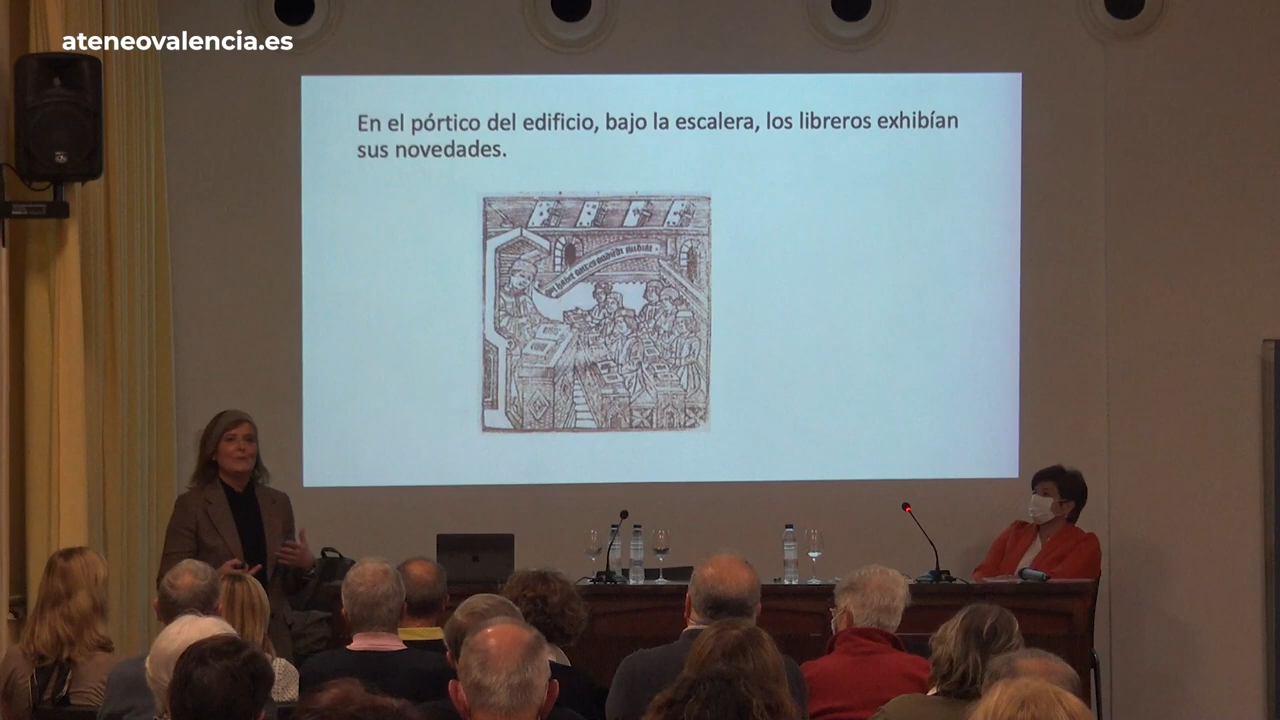 ateneovalencia.es
En el pórtico del edificio, bajo la escalera, los libreros exhibían
sus novedades.